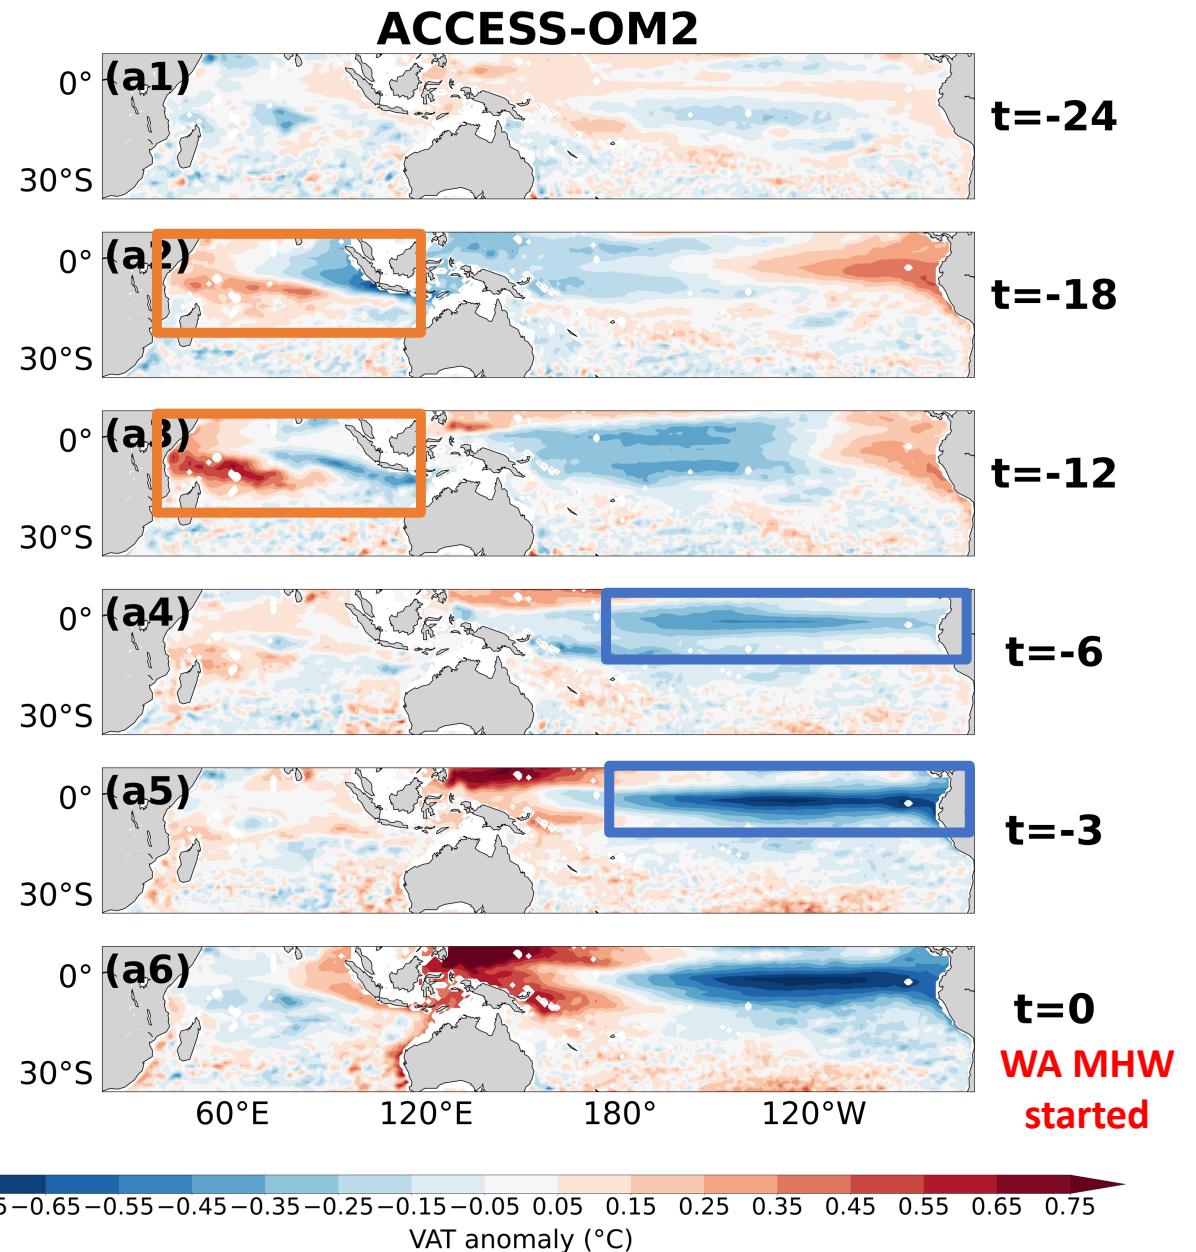 ACCESS-OM2
0° (a1)
t=-24
30°S
0° (a2)
t=-18
30°S
0° (a3)
t=-12
30°S
0° (a4)
t=-6
30°S
0° (a5)
t=-3
30°S
0° (a6)
t=0
30°S
WA MHW
started
60°E 120°E 180° 120°W
−0.65 −0.55 −0.45 −0.35 −0.25 −0.15 −0.05 0.05 0.15 0.25 0.35 0.45 0.55 0.65 0.75
VAT anomaly (°C)